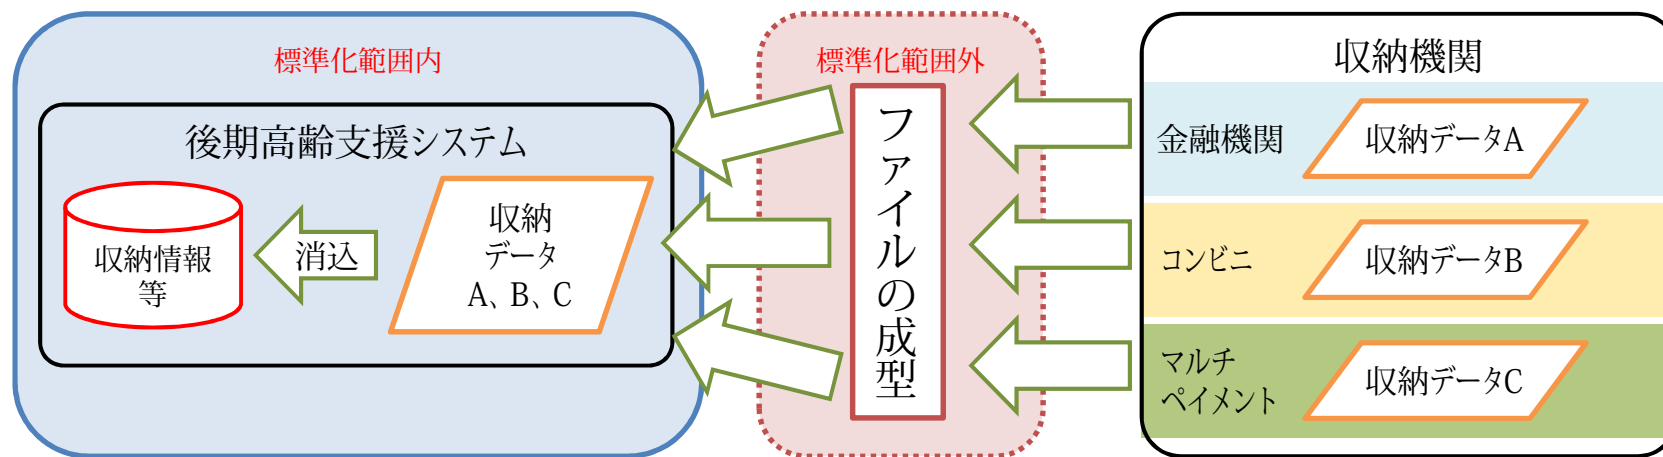 標準化範囲内
後期高齢支援システム
収納情報
等
消込
収納
データ
A、B、C
標準化範囲外
ファイルの成型
収納機関
金融機関
収納データA
コンビニ
収納データB
マルチ
ペイメント
収納データC